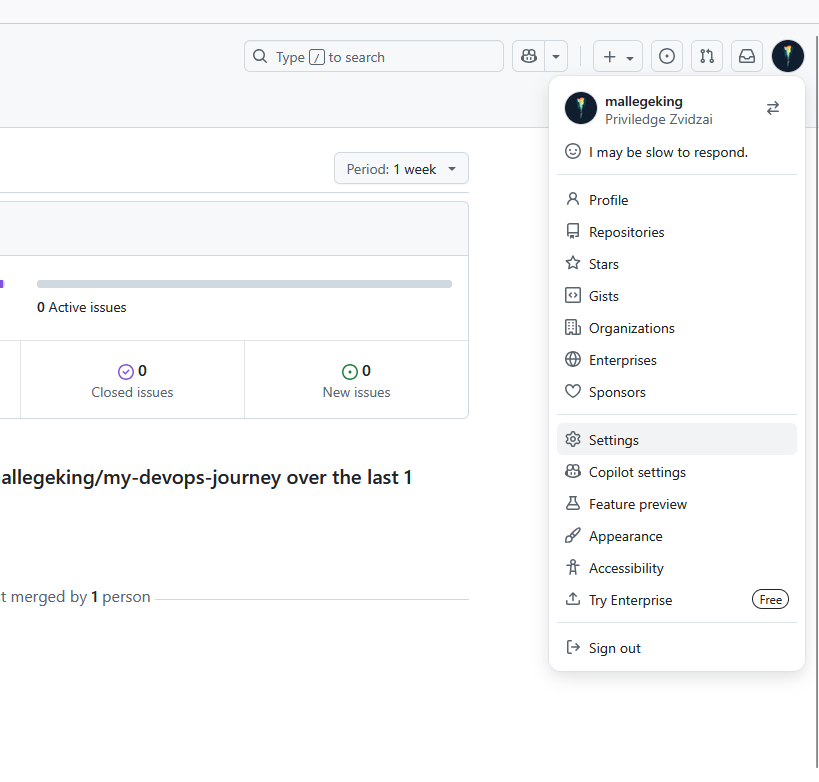 Type / to search
mallegeking
Priviledge Zvidzai
I may be slow to respond.
Period: 1 week
Profile
Repositories
Stars
Gists
Organizations
Enterprises
Sponsors
0 Active issues
0
Closed issues
0
New issues
Settings
Copilot settings
Feature preview
Appearance
Accessibility
Try Enterprise Free
Sign out
allegeking/my-devops-journey over the last 1
t merged by 1 person